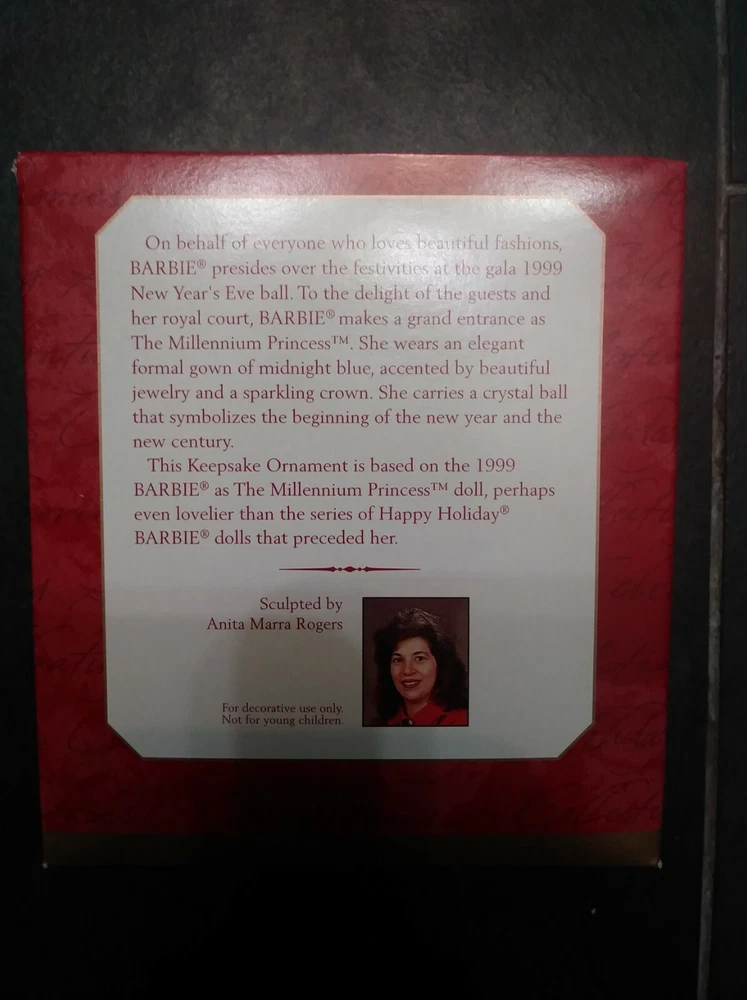 On behalf of everyone who loves beautiful fashions,
BARBIE® presides over the festivities at the gala 1999
New Year's Eve ball. To the delight of the guests and
her royal court, BARBIE® makes a grand entrance as
The Millennium Princess™. She wears an elegant
formal gown of midnight blue, accented by beautiful
jewelry and a sparkling crown. She carries a crystal ball
that symbolizes the beginning of the new year and the
new century.
This Keepsake Ornament is based on the 1999
BARBIE® as The Millennium Princess™ doll, perhaps
even lovelier than the series of Happy Holiday®
BARBIE® dolls that preceded her.
Sculpted by
Anita Marra Rogers
For decorative use only.
Not for young children.